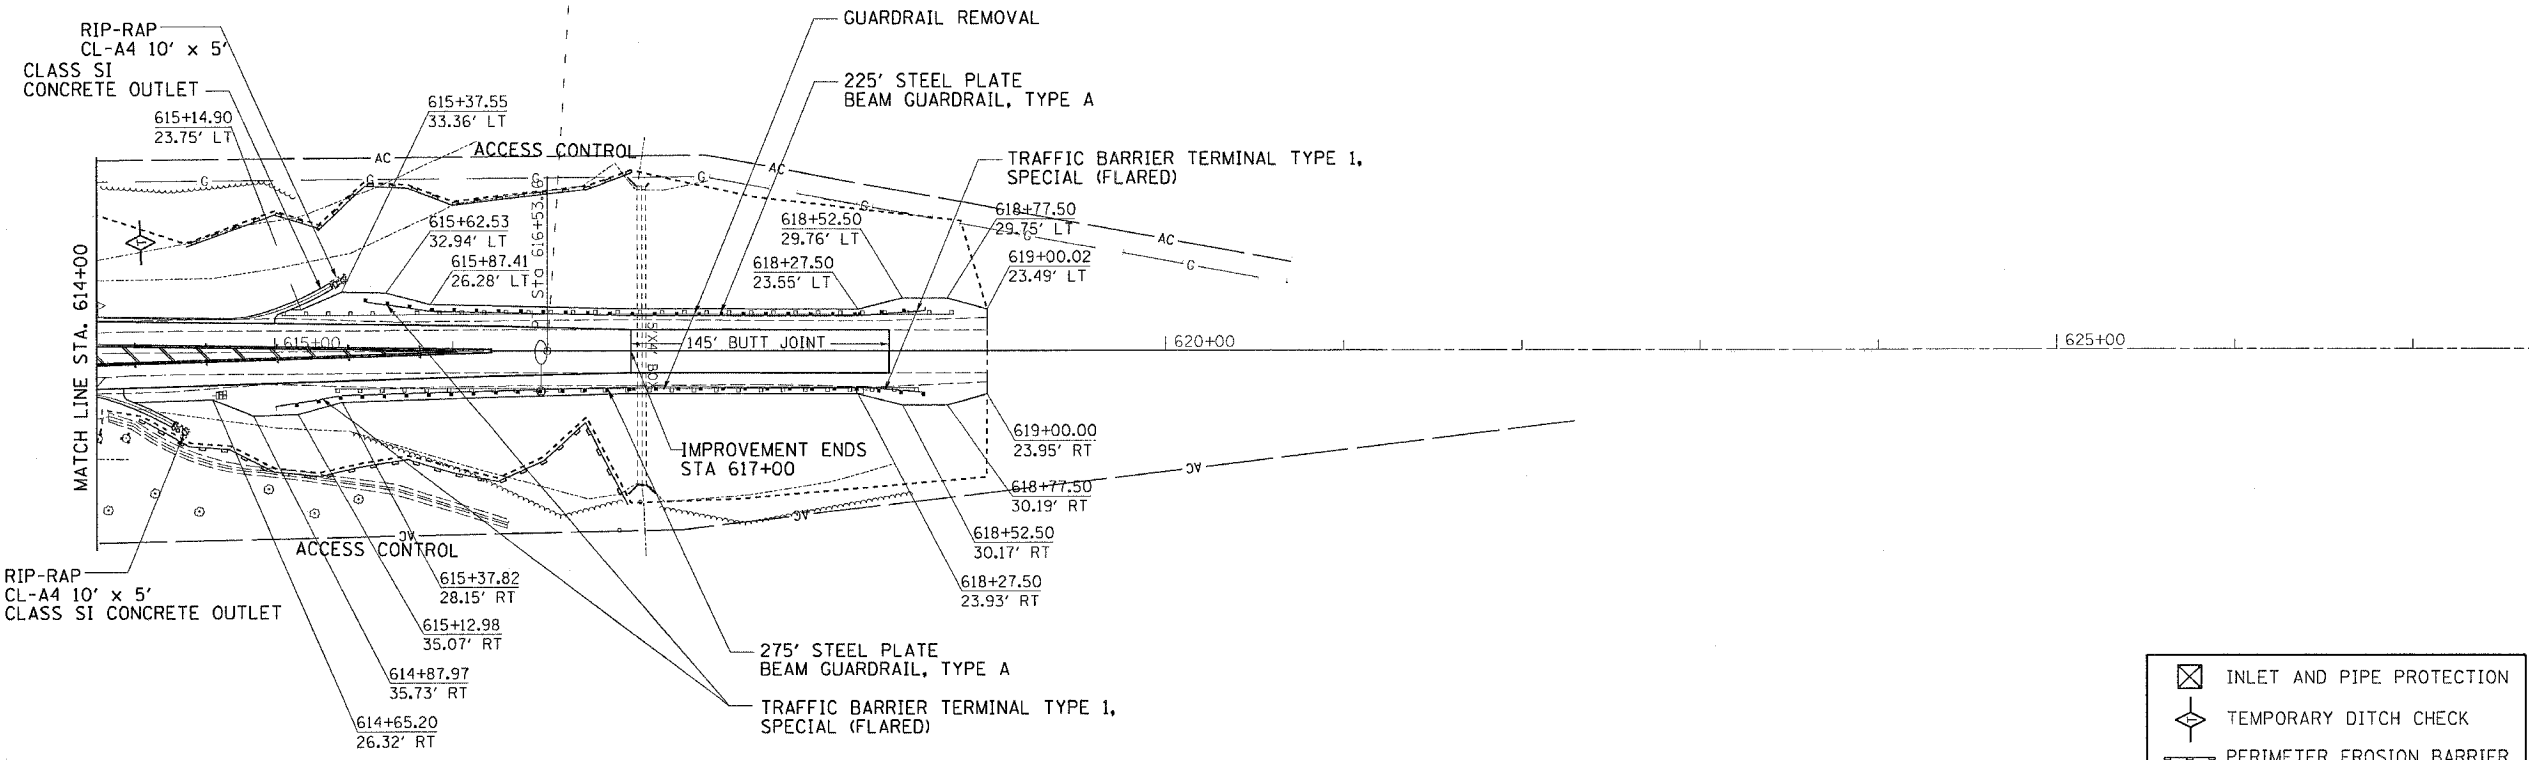 GUARDRAIL REMOVAL
RIP-RAP
CL-A4 10' x 5'
CLASS SI
CONCRETE OUTLET
225' STEEL PLATE
BEAM GUARDRAIL, TYPE A
615+37.55
33.36' LT
615+14.90
23.75' LT
ACCESS CONTROL
AC
AC
TRAFFIC BARRIER TERMINAL TYPE 1,
SPECIAL (FLARED)
G
G
G
G
615+62.53
32.94' LT
618+52.50
29.76' LT
618+77.50
29.75' LT
AC
G
615+87.41
26.28' LT
618+27.50
23.55' LT
619+00.02
23.49' LT
MATCH LINE STA. 614+00
615+00
145' BUTT JOINT
620+00
625+00
5'X4' BOX
IMPROVEMENT ENDS
STA 617+00
619+00.00
23.95' RT
AC
618+77.50
30.19' RT
AC
618+52.50
30.17' RT
AC
ACCESS CONTROL
RIP-RAP
CL-A4 10' x 5'
CLASS SI CONCRETE OUTLET
615+37.82
28.15' RT
618+27.50
23.93' RT
615+12.98
35.07' RT
275' STEEL PLATE
BEAM GUARDRAIL, TYPE A
614+87.97
35.73' RT
TRAFFIC BARRIER TERMINAL TYPE 1,
SPECIAL (FLARED)
614+65.20
26.32' RT
INLET AND PIPE PROTECTION
TEMPORARY DITCH CHECK
PERIMETER EROSION BARRIER